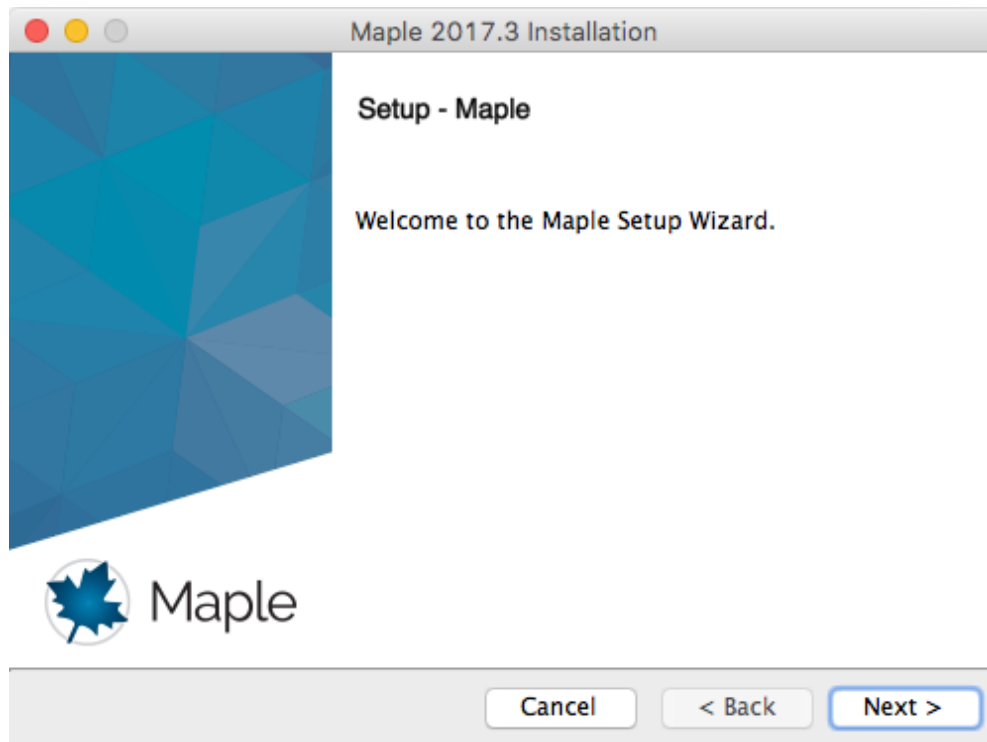 Maple 2017.3 Installation
Setup - Maple
Welcome to the Maple Setup Wizard.
Maple
Cancel
< Back
Next >